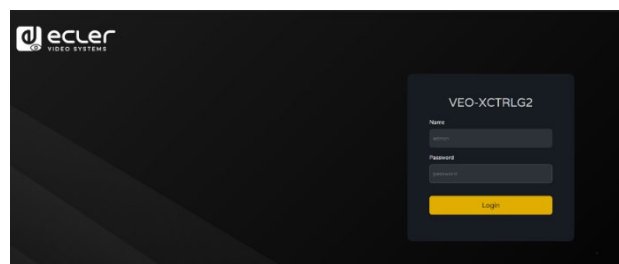 ecler
VIDEO SYSTEMS
VEO-XCTRLG2
Name
admin
Password
password
Login